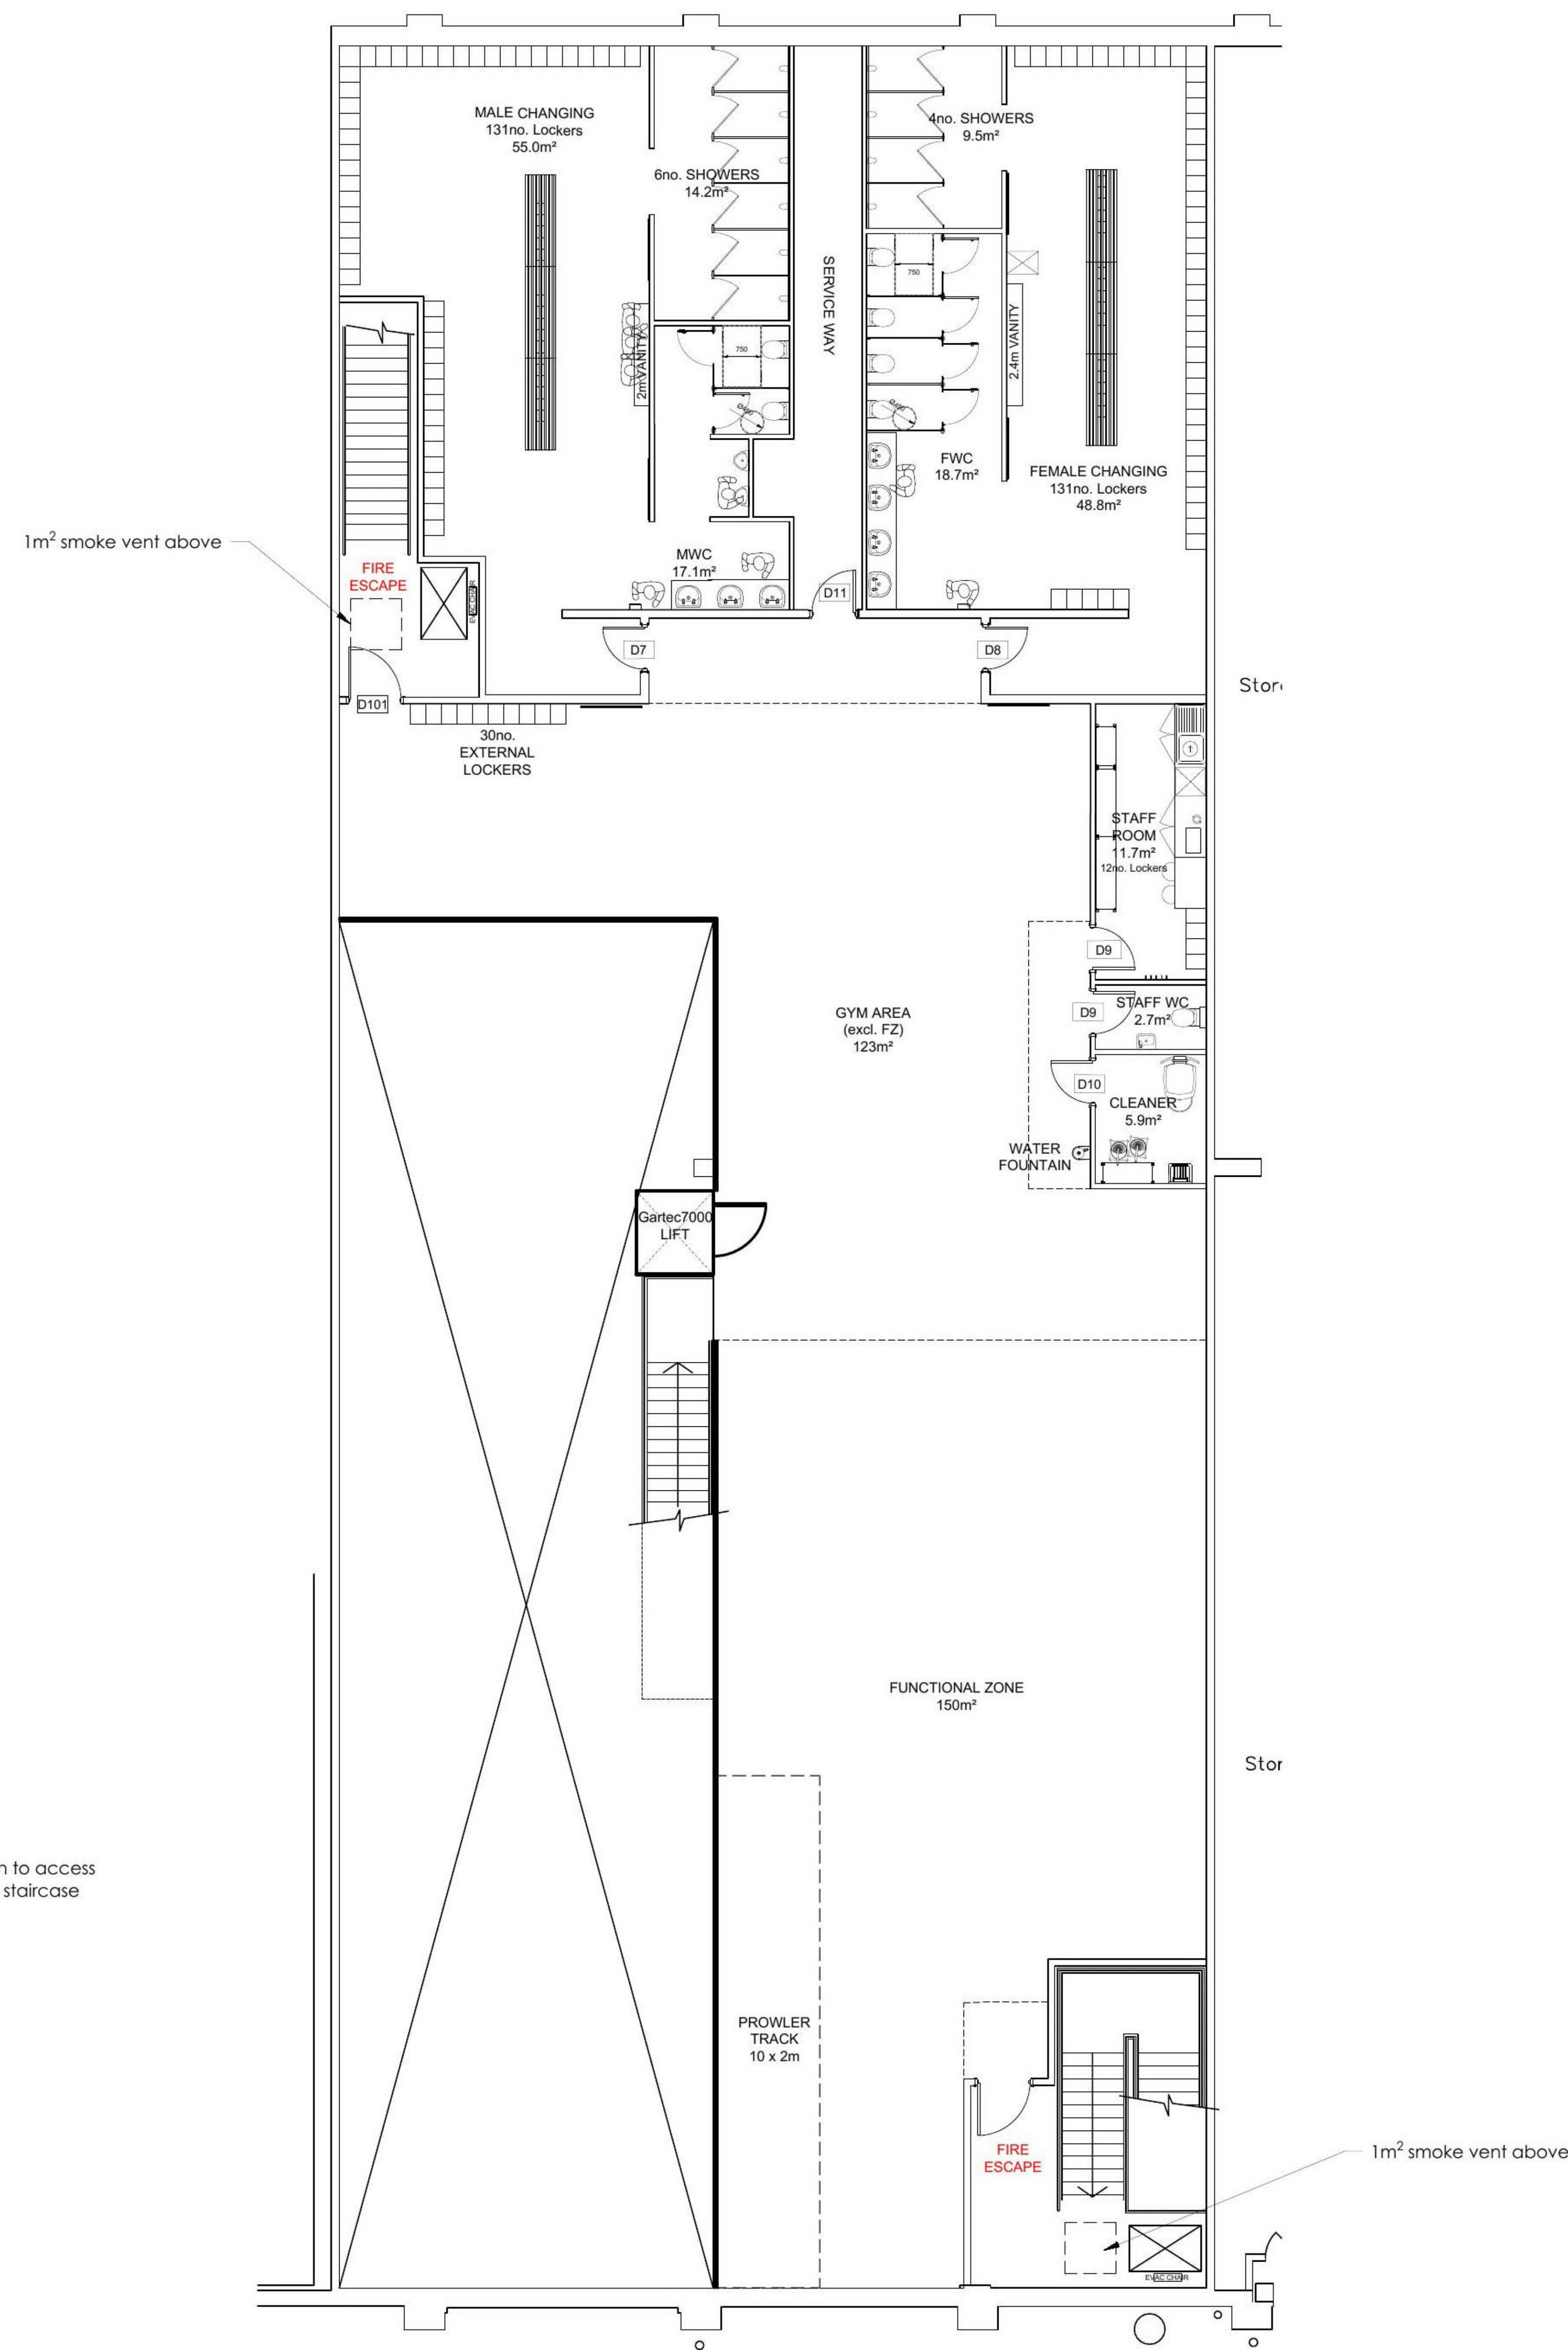 MALE CHANGING
131no. Lockers
55.0m²
6no. SHOWERS
14.2m²
4no. SHOWERS
9.5m²
SERVICE WAY
750
2.4m VANITY
2m VANITY
750
Ø450
Ø450
FWC
18.7m²
FEMALE CHANGING
131no. Lockers
48.8m²
1m² smoke vent above
FIRE
ESCAPE
EVAC CHAIR
MWC
17.1m²
D11
D7
D8
D101
30no.
EXTERNAL
LOCKERS
Stor
STAFF
ROOM
11.7m²
12no. Lockers
D9
D9
STAFF WC
2.7m²
GYM AREA
(excl. FZ)
123m²
D10
CLEANER
5.9m²
WATER
FOUNTAIN
Gartec7000
LIFT
FUNCTIONAL ZONE
150m²
Stor
n to access
staircase
PROWLER
TRACK
10 x 2m
FIRE
ESCAPE
1m² smoke vent above
EVAC CHAIR